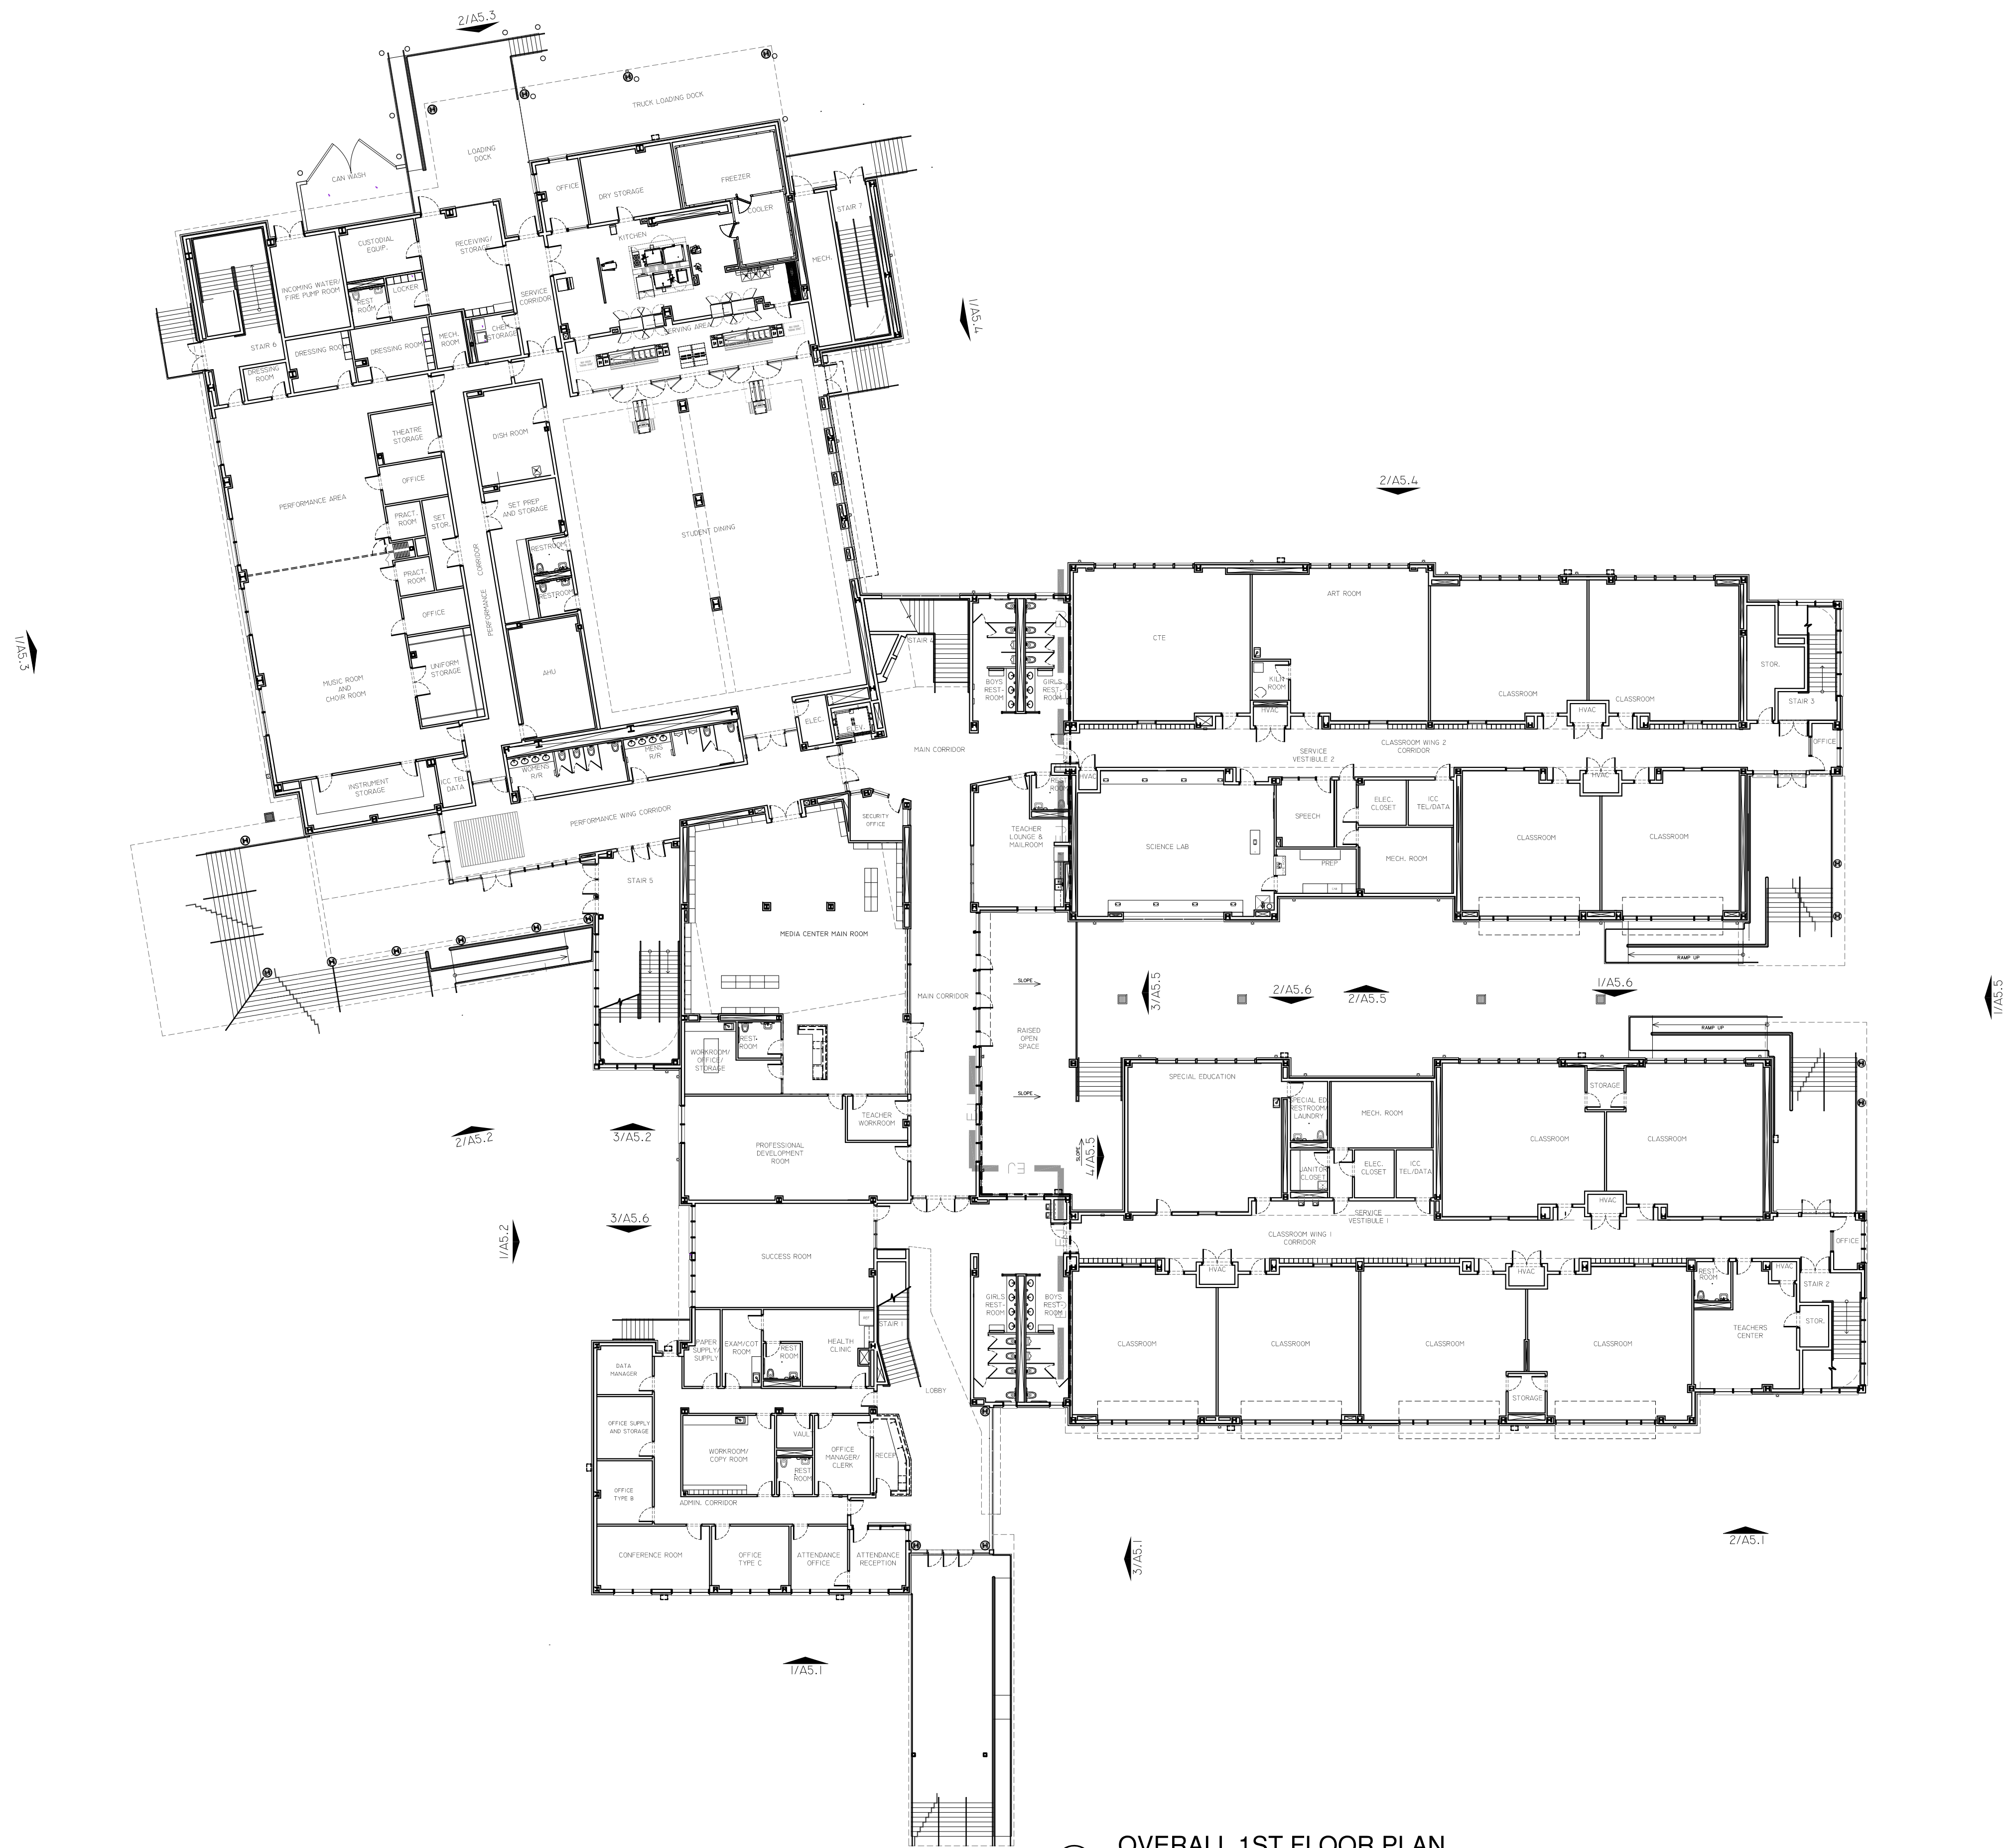 2/A5.3
TRUCK LOADING DOCK
LOADING
DOCK
CAN WASH
OFFICE
DRY STORAGE
FREEZER
COOLER
STAIR 7
MECH.
KITCHEN
CUSTODIAL
EQUIP.
RECEIVING/
STORAGE
INCOMING WATER/
FIRE PUMP ROOM
REST
ROOM
LOCKER
SERVICE
CORRIDOR
SERVING AREA
1/A5.4
STAIR 6
DRESSING ROOM
DRESSING ROOM
MECH.
ROOM
CHEM
STORAGE
DRESSING
ROOM
THEATRE
STORAGE
DISH ROOM
OFFICE
PERFORMANCE AREA
PRACT.
ROOM
SET
STOR.
SET PREP
AND STORAGE
STUDENT DINING
RESTROOM
RESTROOM
PRACT.
ROOM
OFFICE
PERFORMANCE CORRIDOR
UNIFORM
STORAGE
AHU
MUSIC ROOM
AND
CHOIR ROOM
1/A5.3
INSTRUMENT
STORAGE
ICC TEL
DATA
WOMENS
R/R
MENS
R/R
ELEC.
ELEV.
STAIR 4
MAIN CORRIDOR
PERFORMANCE WING CORRIDOR
SECURITY
OFFICE
STAIR 5
2/A5.4
BOYS
REST-
ROOM
GIRLS
REST-
ROOM
CTE
ART ROOM
KILN
ROOM
HVAC
CLASSROOM
CLASSROOM
HVAC
STOR.
STAIR 3
OFFICE
SERVICE
VESTIBULE 2
CLASSROOM WING 2
CORRIDOR
HVAC
REST
ROOM
TEACHER
LOUNGE &
MAILROOM
SCIENCE LAB
SPEECH
PREP
ELEC.
CLOSET
ICC
TEL/DATA
MECH. ROOM
HVAC
CLASSROOM
CLASSROOM
RAMP UP
MEDIA CENTER MAIN ROOM
MAIN CORRIDOR
SLOPE
RAISED
OPEN
SPACE
SLOPE
SLOPE
3/A5.5
2/A5.6
2/A5.5
1/A5.6
1/A5.5
RAMP UP
WORKROOM/
OFFICE/
STORAGE
REST
ROOM
TEACHER
WORKROOM
PROFESSIONAL
DEVELOPMENT
ROOM
2/A5.2
3/A5.2
4/A5.5
EJ
SPECIAL EDUCATION
SPECIAL ED
RESTROOM/
LAUNDRY
MECH. ROOM
JANITOR
CLOSET
ELEC.
CLOSET
ICC
TEL/DATA
STORAGE
CLASSROOM
CLASSROOM
HVAC
SERVICE
VESTIBULE 1
CLASSROOM WING 1
CORRIDOR
OFFICE
1/A5.2
3/A5.6
SUCCESS ROOM
HVAC
HVAC
REST
ROOM
HVAC
STAIR 2
STOR.
TEACHERS
CENTER
GIRLS
REST-
ROOM
BOYS
REST-
ROOM
CLASSROOM
CLASSROOM
CLASSROOM
CLASSROOM
STORAGE
STAIR 1
LOBBY
PAPER
SUPPLY/
SUPPLY
EXAM/COT
ROOM
REST
ROOM
HEALTH
CLINIC
DATA
MANAGER
OFFICE SUPPLY
AND STORAGE
OFFICE
TYPE B
WORKROOM/
COPY ROOM
VAULT
REST
ROOM
OFFICE
MANAGER/
CLERK
RECEP.
ADMIN. CORRIDOR
CONFERENCE ROOM
OFFICE
TYPE C
ATTENDANCE
OFFICE
ATTENDANCE
RECEPTION
3/A5.1
2/A5.1
1/A5.1
OVERALL 1ST FLOOR PLAN